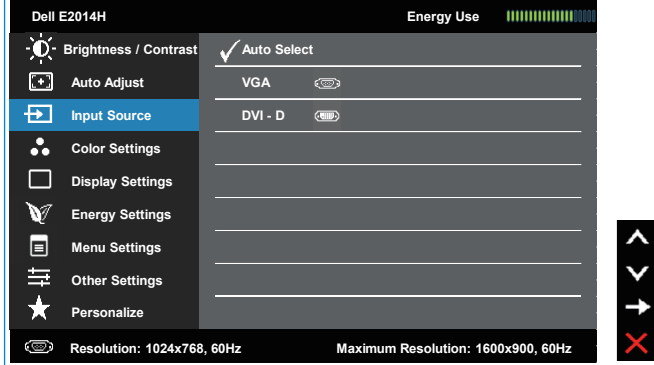 Dell E2014H Energy Use
Brightness / Contrast Auto Select
Auto Adjust VGA
Input Source DVI - D
Color Settings
Display Settings
Energy Settings
Menu Settings
Other Settings
Personalize
Resolution: 1024x768, 60Hz Maximum Resolution: 1600x900, 60Hz